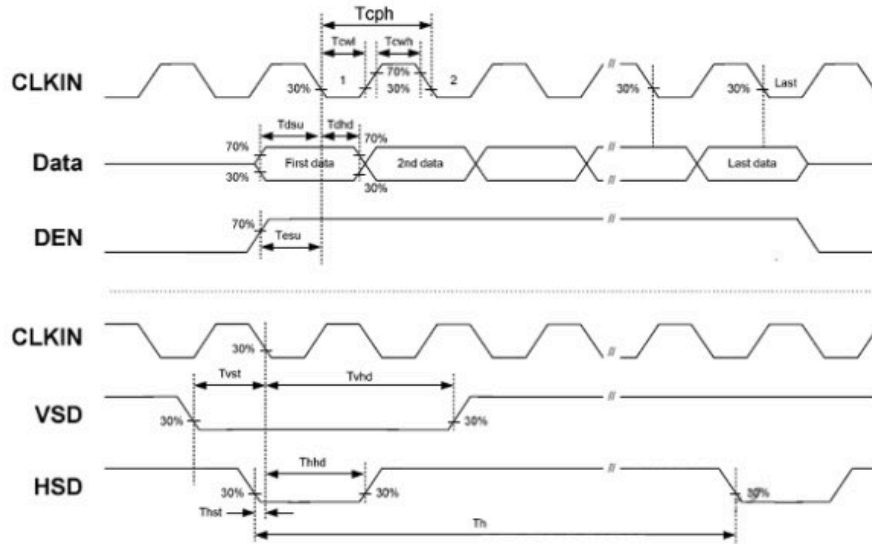 Tcph
Tcwl Tcwh
CLKIN 30% 1 70% 30% 2 // 30% 30% Last
Tdsu Tdhd
Data 70% 30% First data 70% 30% 2nd data // Last data
DEN 70% Tesu //
CLKIN 30% //
Tvst Tvhd
VSD 30% 30% //
Thhd
HSD 30% 30% // 30%
Thst
Th